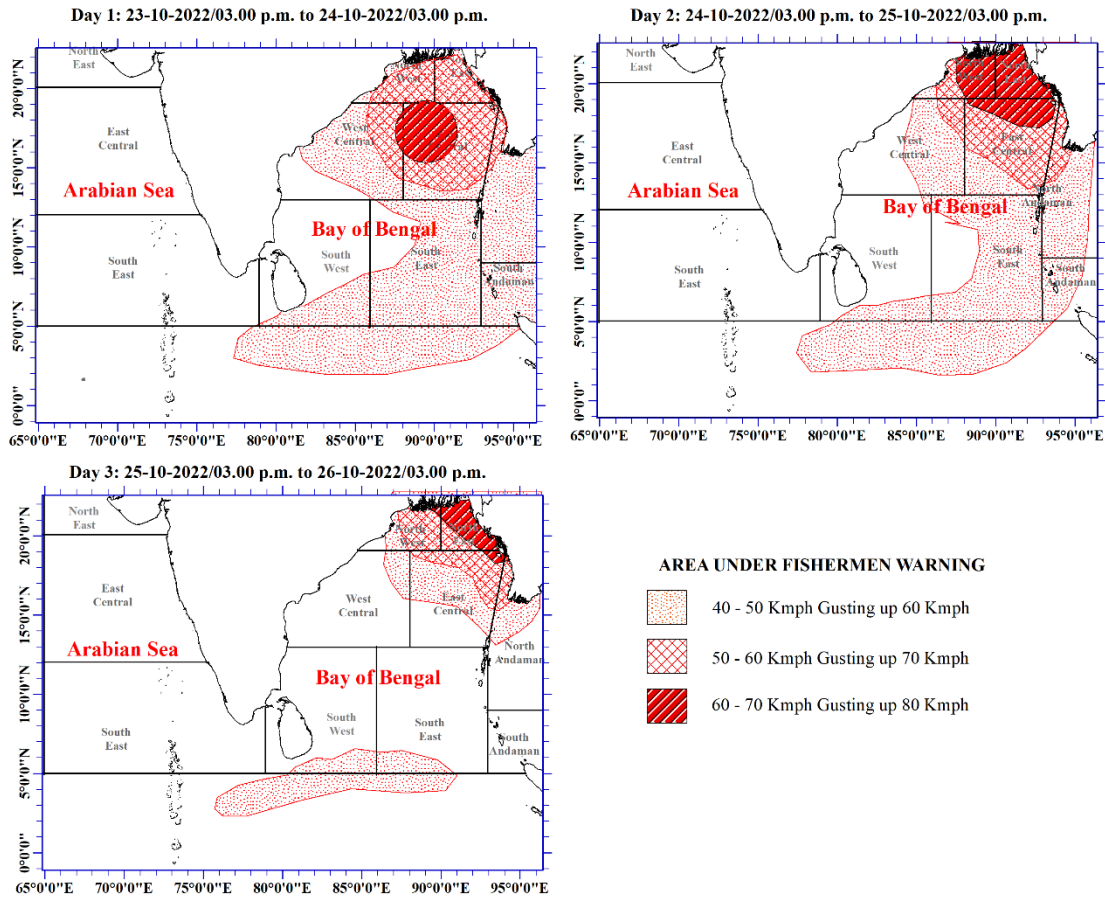 Day 1: 23-10-2022/03.00 p.m. to 24-10-2022/03.00 p.m.
North
East
North
West
East
Central
West
Central
Arabian Sea
Bay of Bengal
South
East
South
West
South
East
South
Andaman
20°0'0"N
15°0'0"N
10°0'0"N
5°0'0"N
0°0'0"
65°0'0"E
70°0'0"E
75°0'0"E
80°0'0"E
85°0'0"E
90°0'0"E
95°0'0"E
Day 2: 24-10-2022/03.00 p.m. to 25-10-2022/03.00 p.m.
North
East
East
Central
West
Central
East
Central
Arabian Sea
Bay of Bengal
North
Andaman
South
East
South
West
South
East
South
Andaman
20°0'0"N
15°0'0"N
10°0'0"N
5°0'0"N
0°0'0"
65°0'0"E
70°0'0"E
75°0'0"E
80°0'0"E
85°0'0"E
90°0'0"E
95°0'0"E
Day 3: 25-10-2022/03.00 p.m. to 26-10-2022/03.00 p.m.
North
East
North
West
East
Central
West
Central
East
Central
Arabian Sea
Bay of Bengal
North
Andaman
South
East
South
West
South
East
South
Andaman
20°0'0"N
15°0'0"N
10°0'0"N
5°0'0"N
0°0'0"
65°0'0"E
70°0'0"E
75°0'0"E
80°0'0"E
85°0'0"E
90°0'0"E
95°0'0"E
AREA UNDER FISHERMEN WARNING
40 - 50 Kmph Gusting up 60 Kmph
50 - 60 Kmph Gusting up 70 Kmph
60 - 70 Kmph Gusting up 80 Kmph